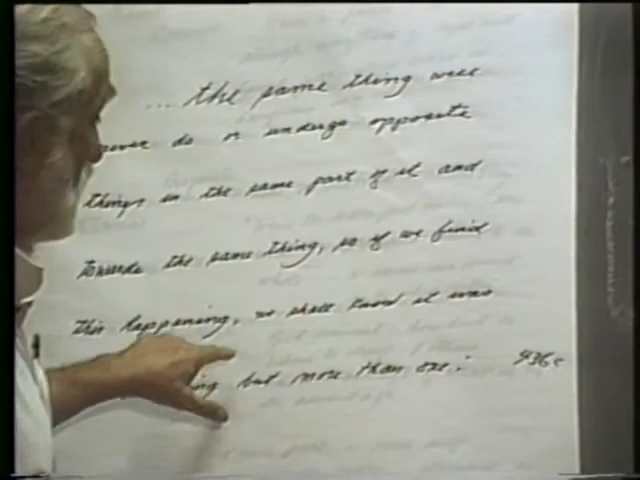 ... the same thing will
never do or undergo opposite
things in the same part of it and
towards the same thing, so if we find
this happening, we shall know it was
but more than one. 436c